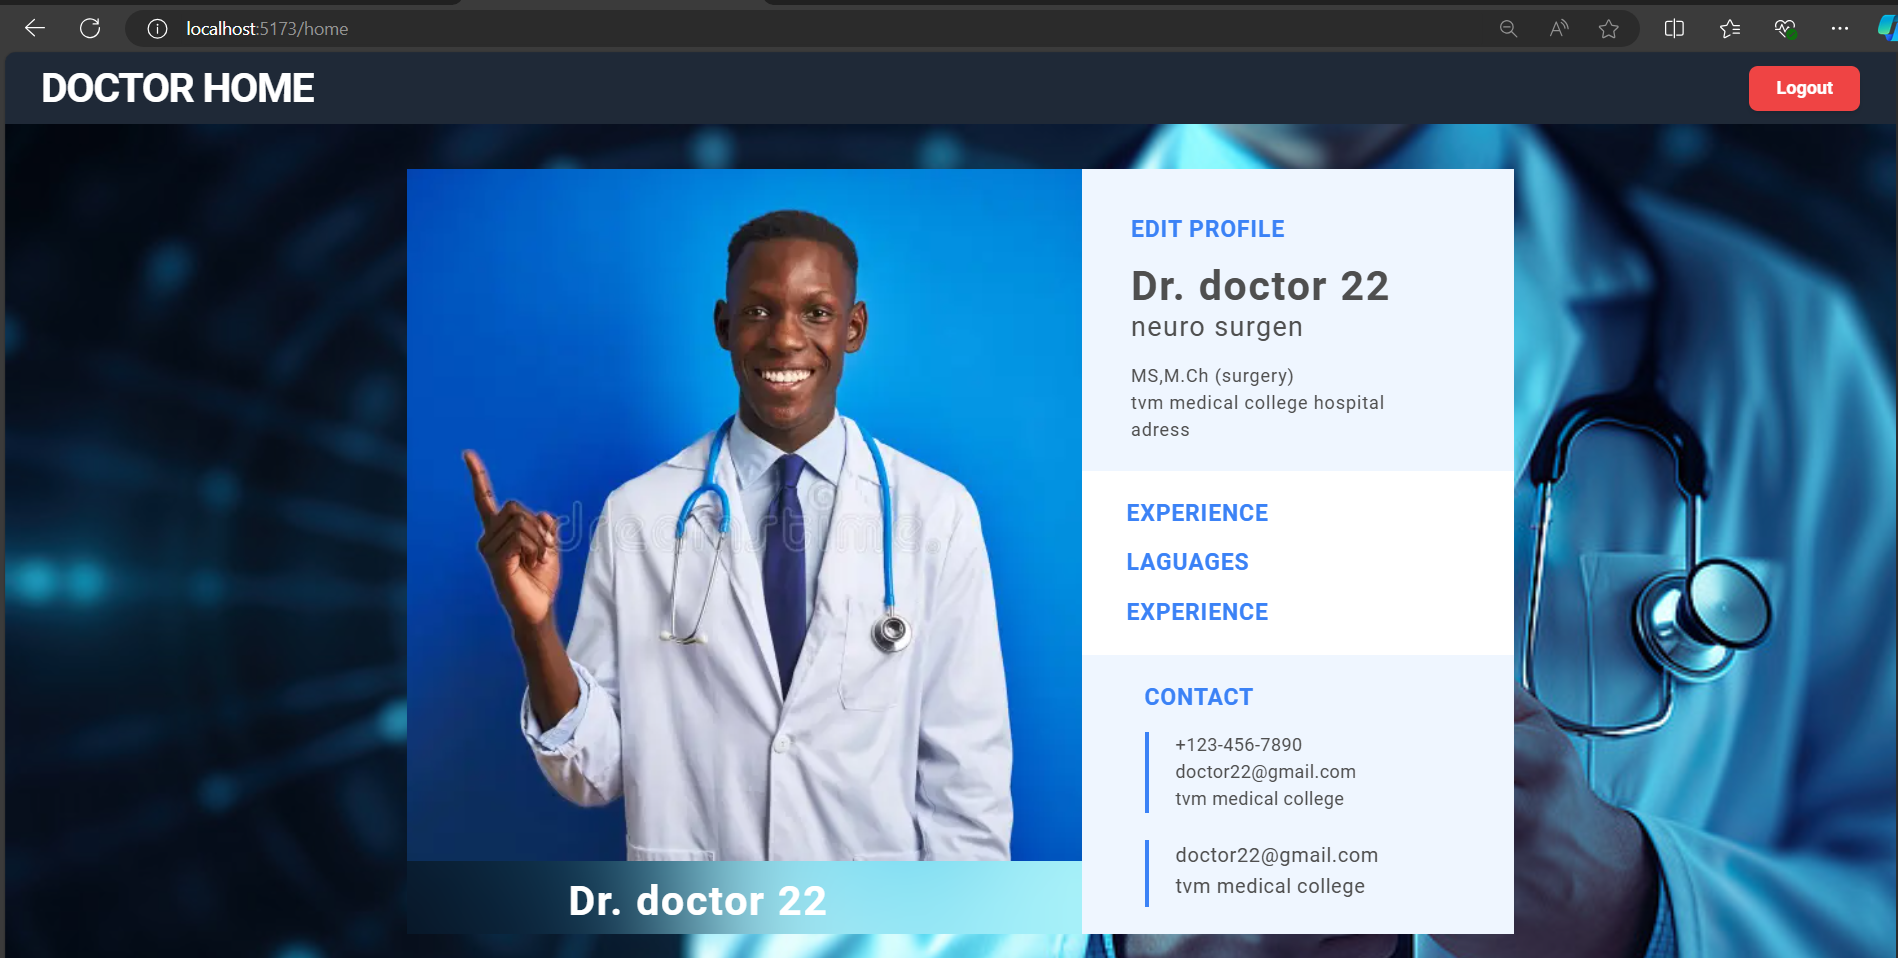 localhost:5173/home
DOCTOR HOME
Logout
dreamstime.
Dr. doctor 22
EDIT PROFILE
Dr. doctor 22
neuro surgen
MS,M.Ch (surgery)
tvm medical college hospital
adress
EXPERIENCE
LAGUAGES
EXPERIENCE
CONTACT
+123-456-7890
doctor22@gmail.com
tvm medical college
doctor22@gmail.com
tvm medical college